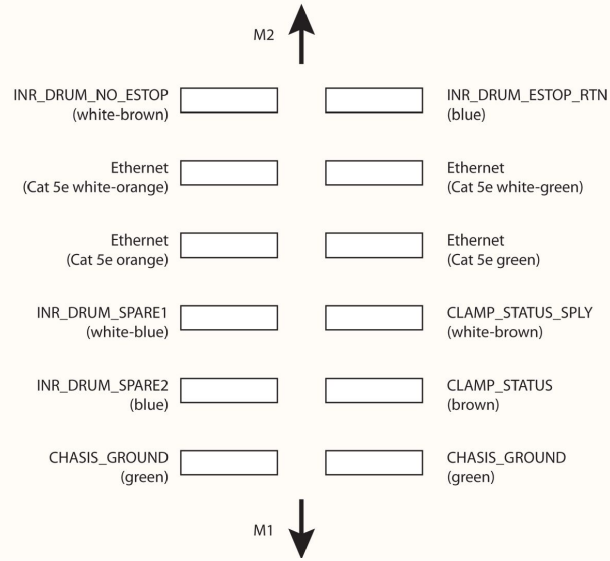 M2
INR_DRUM_NO_ESTOP
(white-brown)
INR_DRUM_ESTOP_RTN
(blue)
Ethernet
(Cat 5e white-orange)
Ethernet
(Cat 5e white-green)
Ethernet
(Cat 5e orange)
Ethernet
(Cat 5e green)
INR_DRUM_SPARE1
(white-blue)
CLAMP_STATUS_SPLY
(white-brown)
INR_DRUM_SPARE2
(blue)
CLAMP_STATUS
(brown)
CHASIS_GROUND
(green)
CHASIS_GROUND
(green)
M1